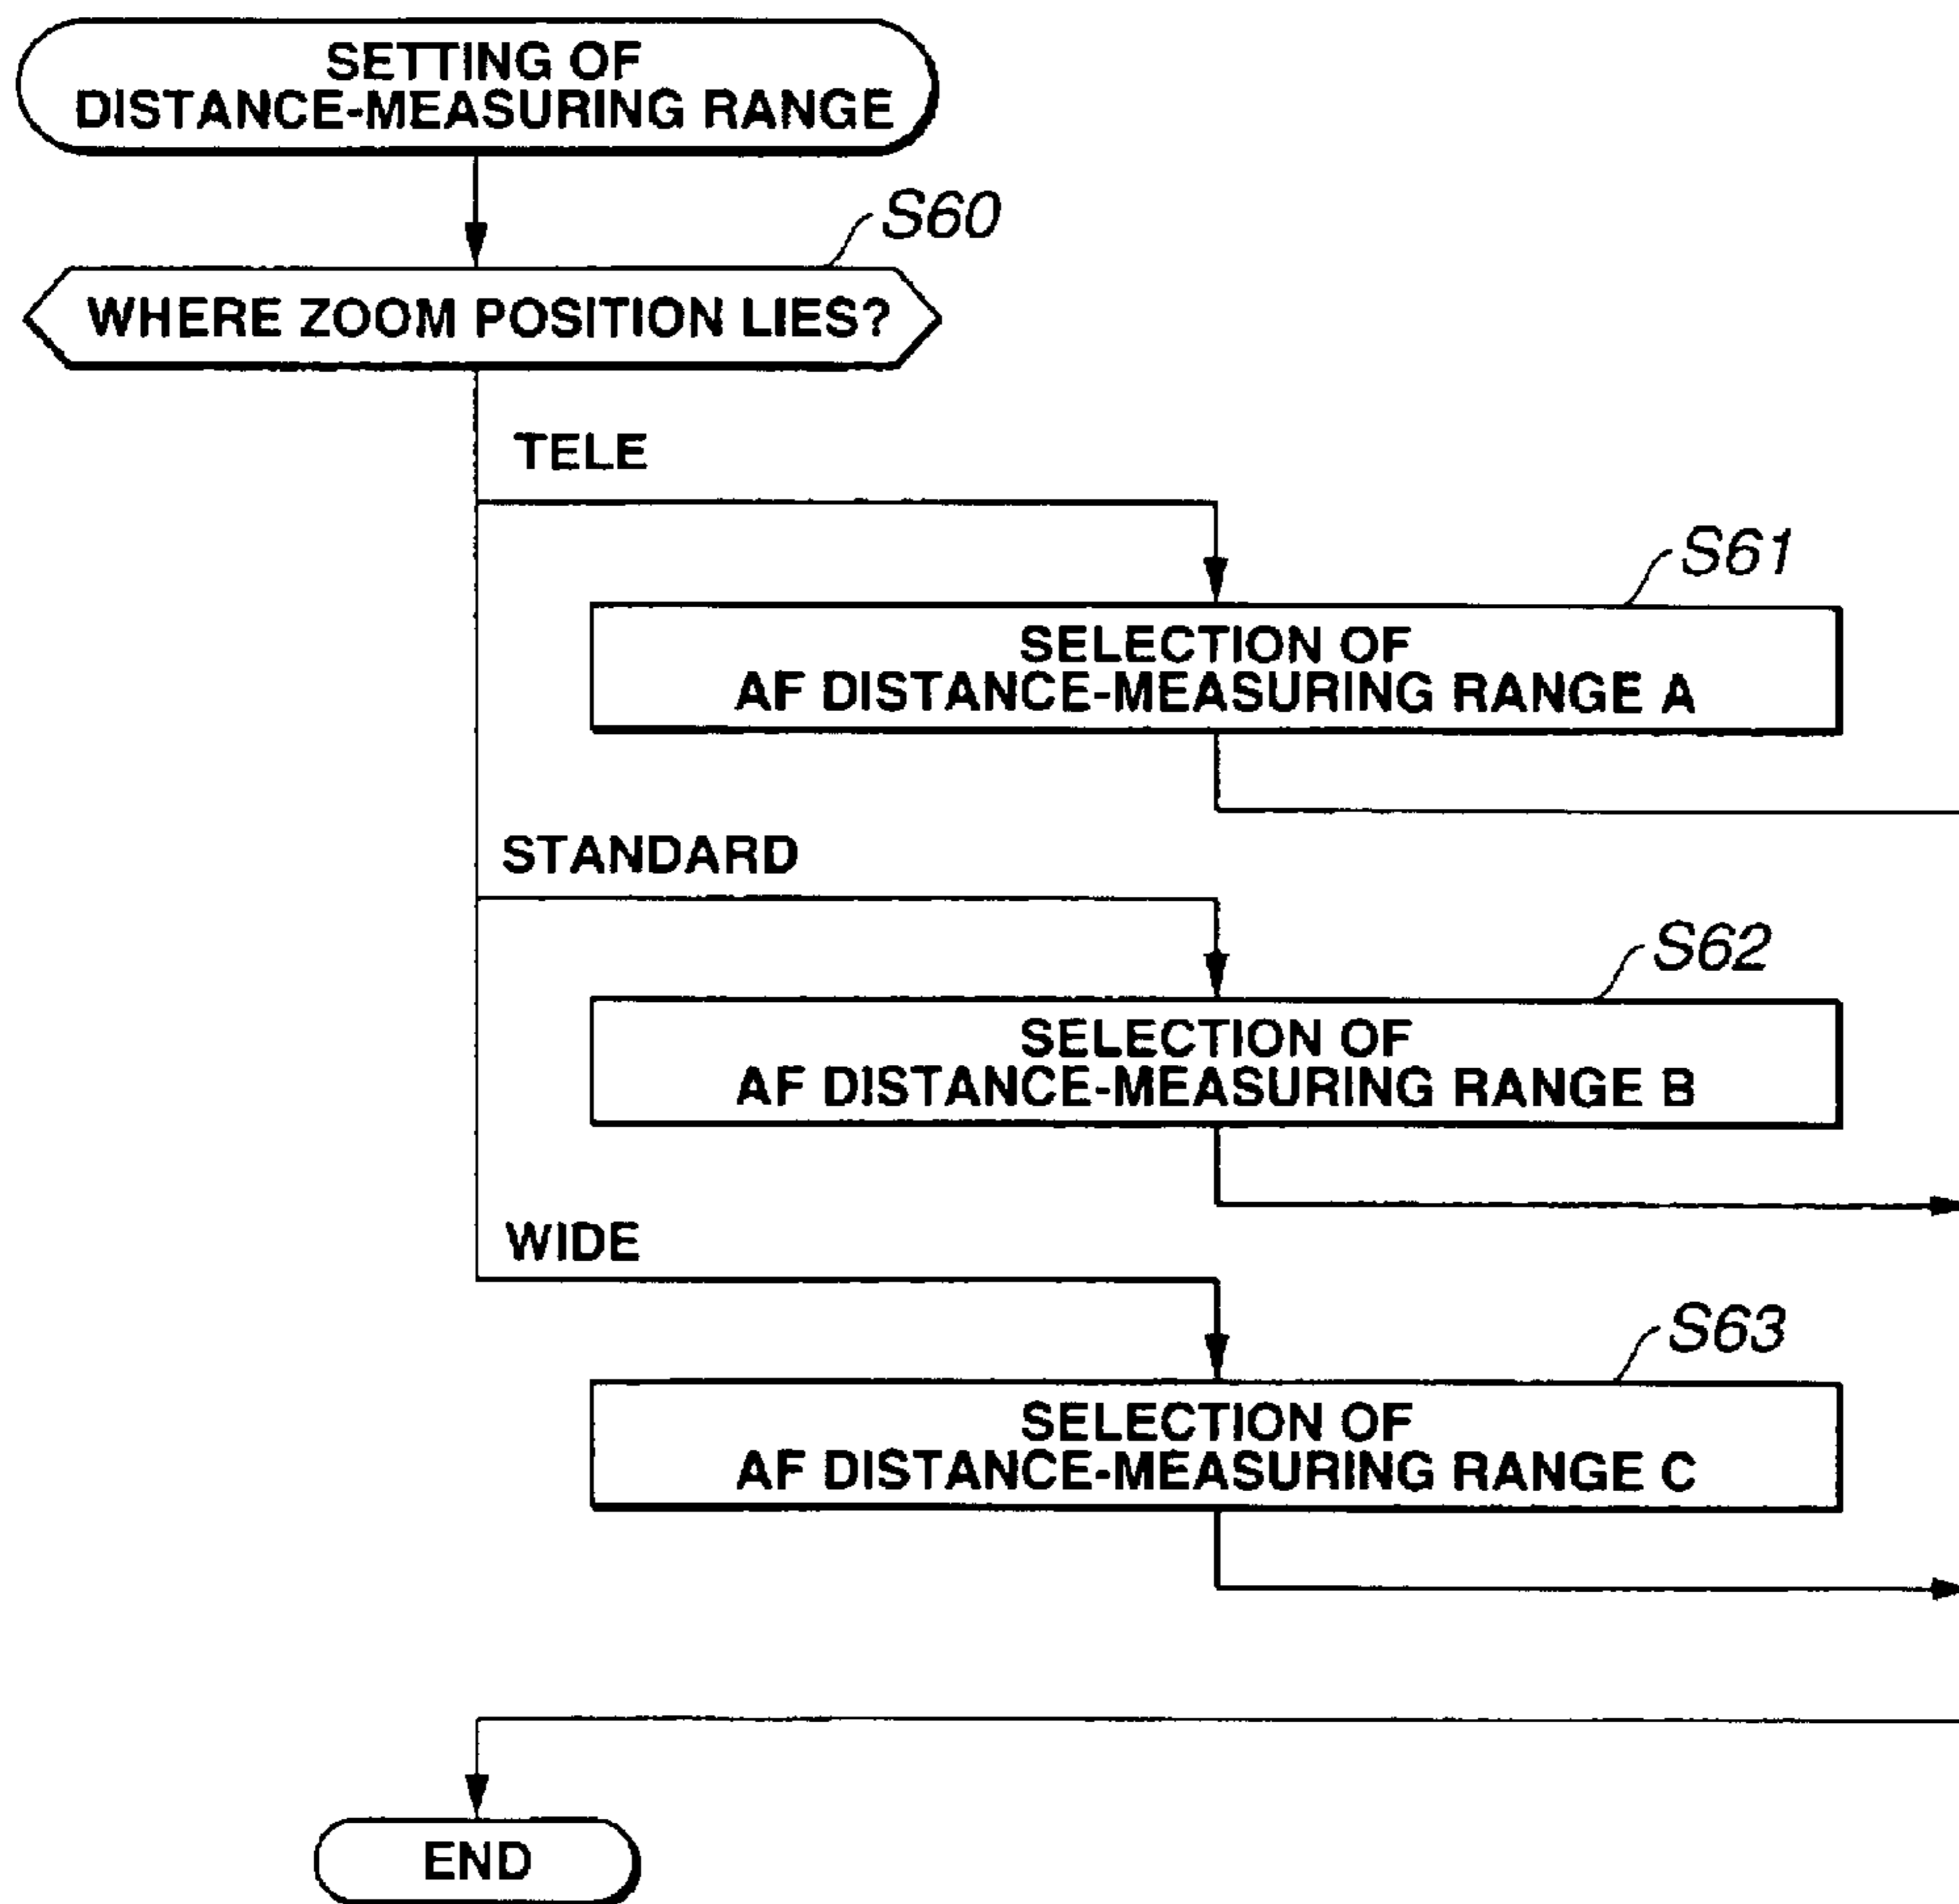 SETTING OF
DISTANCE-MEASURING RANGE
S60
WHERE ZOOM POSITION LIES?
TELE
S61
SELECTION OF
AF DISTANCE-MEASURING RANGE A
STANDARD
S62
SELECTION OF
AF DISTANCE-MEASURING RANGE B
WIDE
S63
SELECTION OF
AF DISTANCE-MEASURING RANGE C
END